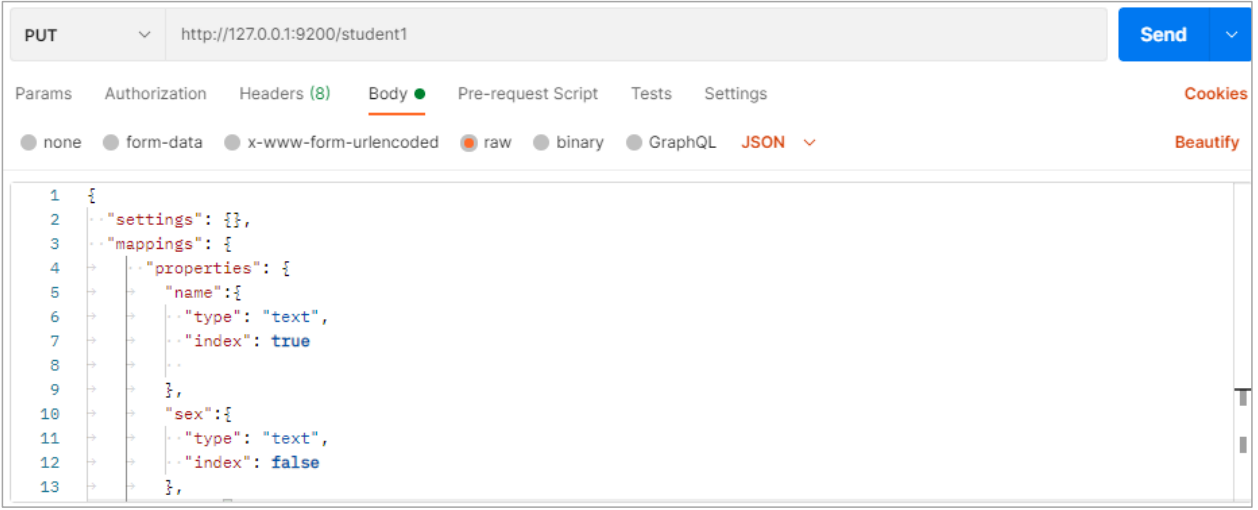 PUT http://127.0.0.1:9200/student1 Send
Params Authorization Headers (8) Body Pre-request Script Tests Settings Cookies
none form-data x-www-form-urlencoded raw binary GraphQL JSON Beautify
1 {
2 "settings": {},
3 "mappings": {
4 "properties": {
5 "name":{
6 "type": "text",
7 "index": true
8
9 },
10 "sex":{
11 "type": "text",
12 "index": false
13 },